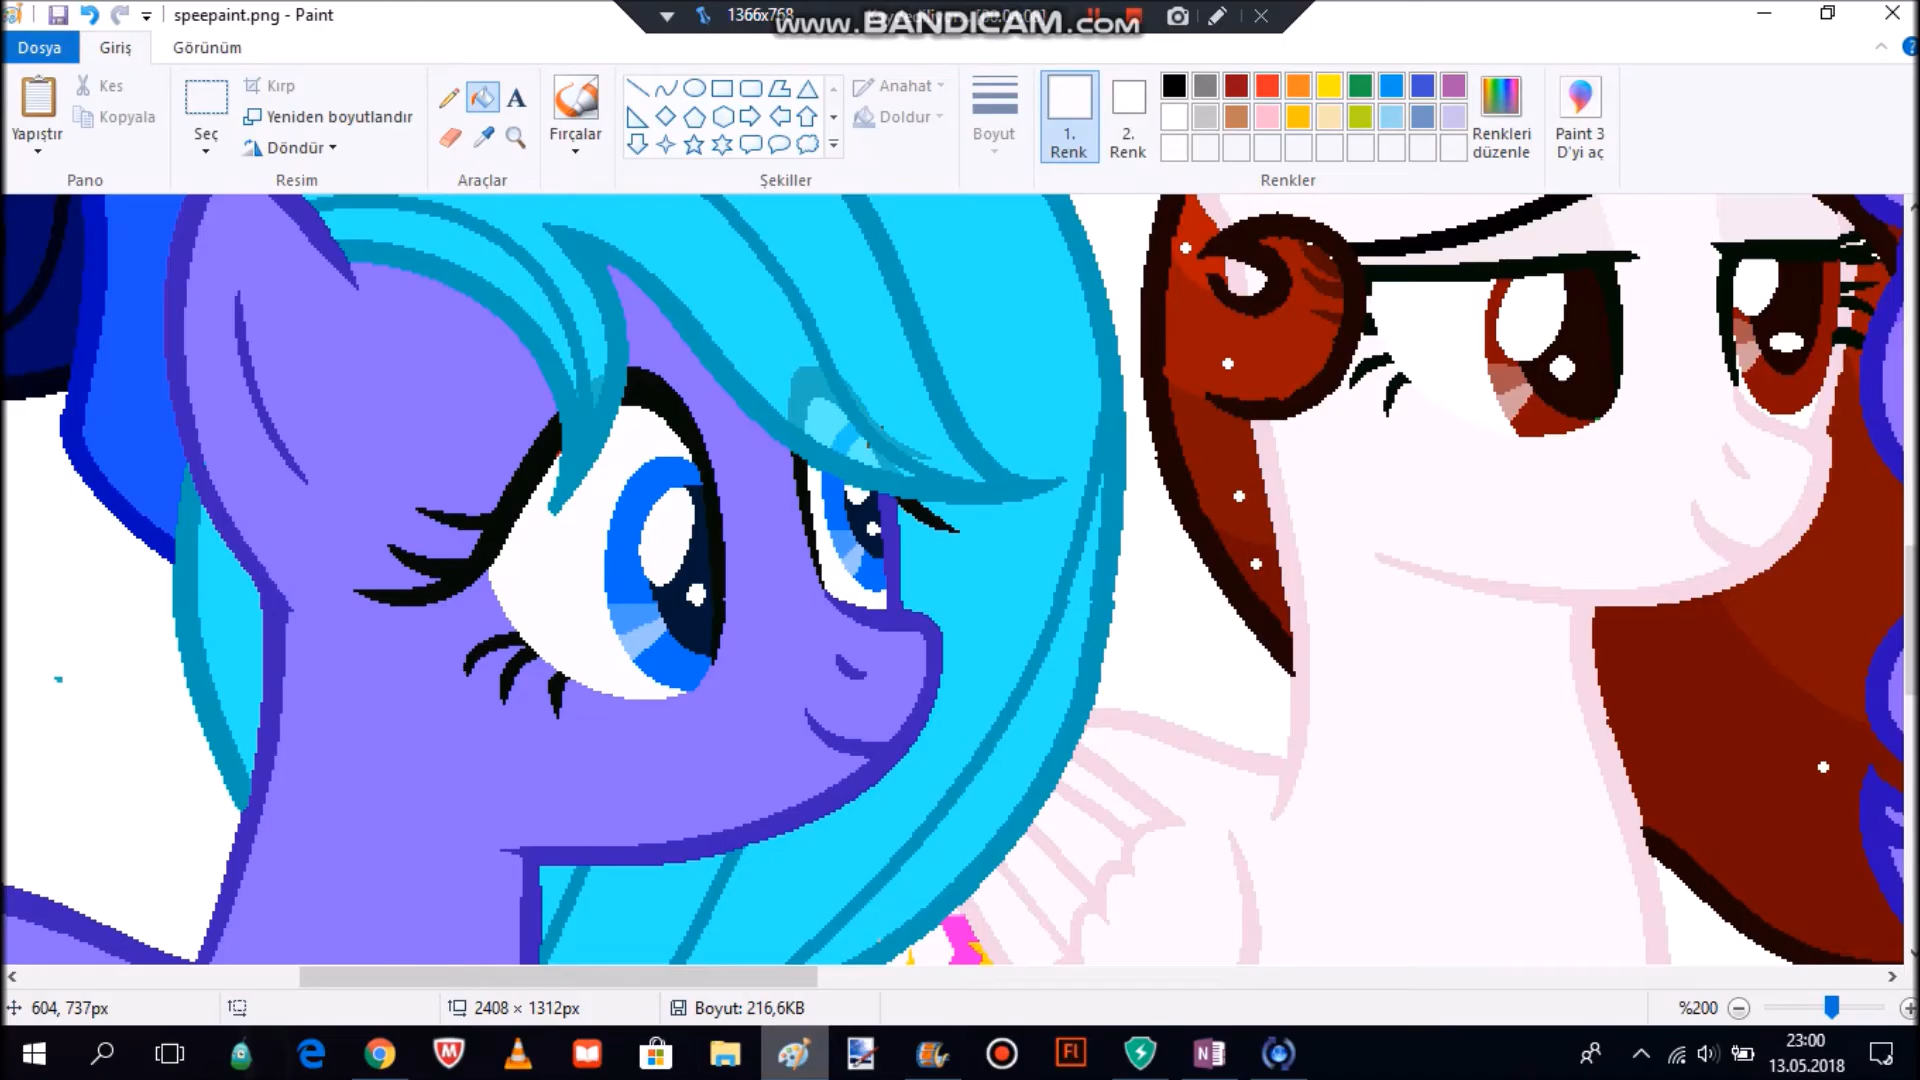 speepaint.png - Paint
1366x768
www.BANDICAM.com
Dosya
Giriş
Görünüm
Yapıştır
Kes
Kopyala
Pano
Seç
Kırp
Yeniden boyutlandır
Döndür
Resim
A
Araçlar
Fırçalar
Şekiller
Anahat
Doldur
Boyut
1.
Renk
2.
Renk
Renkler
Renkleri
düzenle
Paint 3
D'yi aç
604, 737px
2408 × 1312px
Boyut: 216,6KB
%200
Fl
23:00
13.05.2018